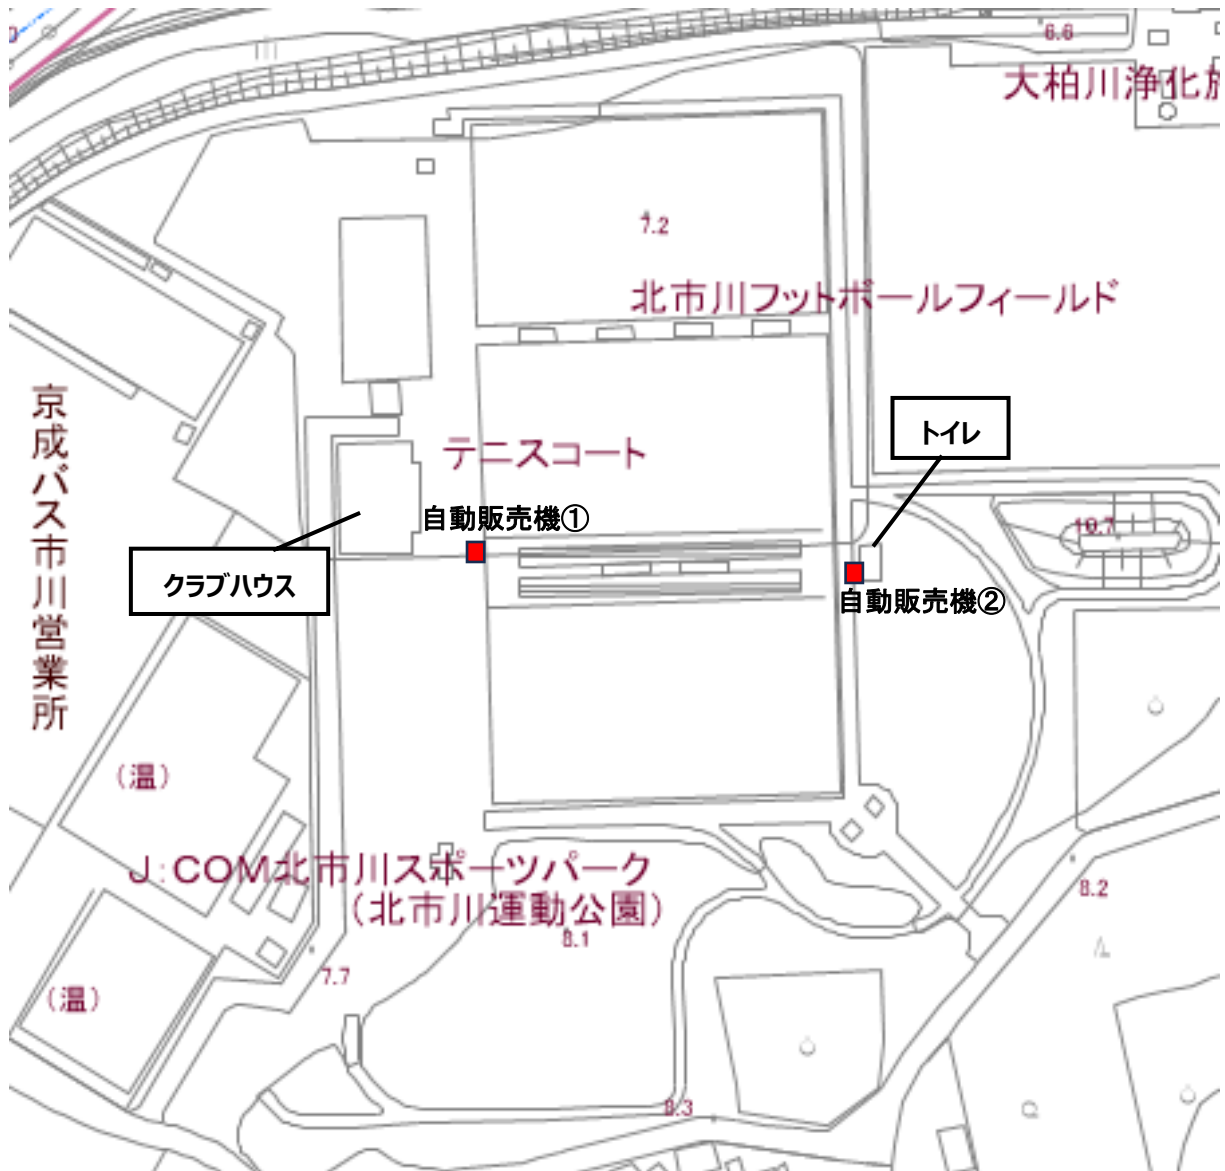 6.6
大柏川浄化施
7.2
北市川フットボールフィールド
京成バス市川営業所
トイレ
テニスコート
自動販売機①
10.7
クラブハウス
自動販売機②
(温)
J:COM北市川スポーツパーク
(北市川運動公園)
8.2
8.1
7.7
(温)
8.3